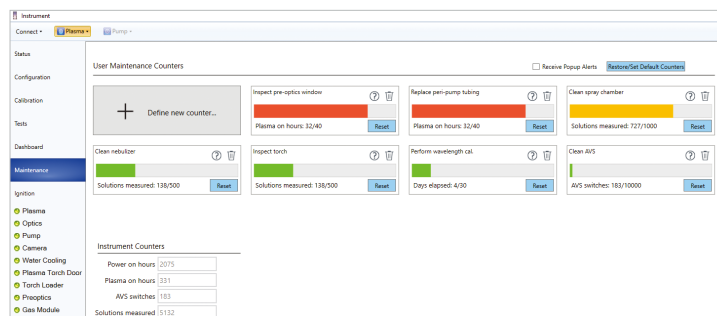 Instrument
Connect
Plasma
Pump
Status
Configuration
Calibration
Tests
Dashboard
Maintenance
Ignition
Plasma
Optics
Pump
Camera
Water Cooling
Plasma Torch Door
Torch Loader
Preoptics
Gas Module
User Maintenance Counters
Receive Popup Alerts
Restore/Set Default Counters
Define new counter...
Inspect pre-optics window
Plasma on hours: 32/40
Reset
Replace peri-pump tubing
Plasma on hours: 32/40
Reset
Clean spray chamber
Solutions measured: 727/1000
Reset
Clean nebulizer
Solutions measured: 138/500
Reset
Inspect torch
Solutions measured: 138/500
Reset
Perform wavelength cal.
Days elapsed: 4/30
Reset
Clean AVS
AVS switches: 183/10000
Reset
Instrument Counters
Power on hours 2075
Plasma on hours 331
AVS switches 183
Solutions measured 5132